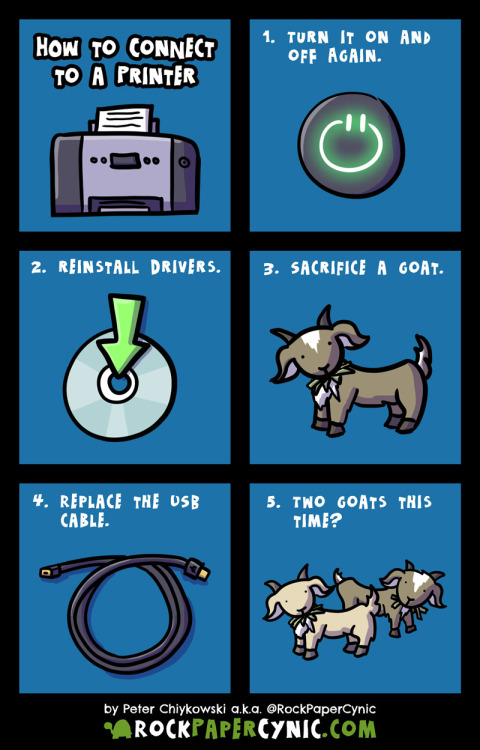 HOW TO CONNECT
TO A PRINTER
1. TURN IT ON AND
OFF AGAIN.
2. REINSTALL DRIVERS.
3. SACRIFICE A GOAT.
4. REPLACE THE USB
CABLE.
5. TWO GOATS THIS
TIME?
by Peter Chiykowski a.k.a. @RockPaperCynic
ROCKPAPERCYNIC.COM